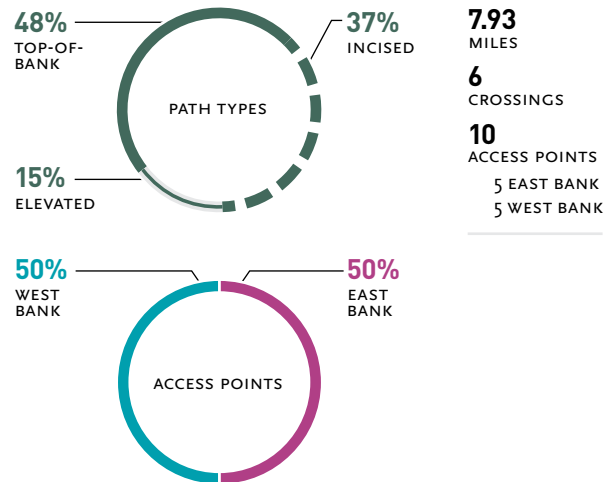 48%
TOP-OF-
BANK
37%
INCISED
PATH TYPES
15%
ELEVATED
7.93
MILES
6
CROSSINGS
10
ACCESS POINTS
5 EAST BANK
5 WEST BANK
50%
WEST
BANK
50%
EAST
BANK
ACCESS POINTS